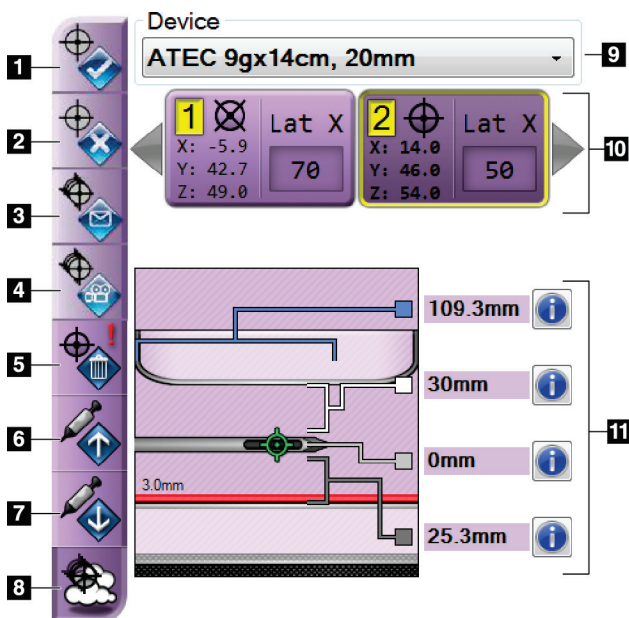 Device
1
ATEC 9gx14cm, 20mm
9
2
1
Lat X
X: -5.9
Y: 42.7
Z: 49.0
70
2
Lat X
X: 14.0
Y: 46.0
Z: 54.0
50
10
3
4
109.3mm
i
5
!
30mm
i
6
0mm
i
11
7
3.0mm
25.3mm
i
8